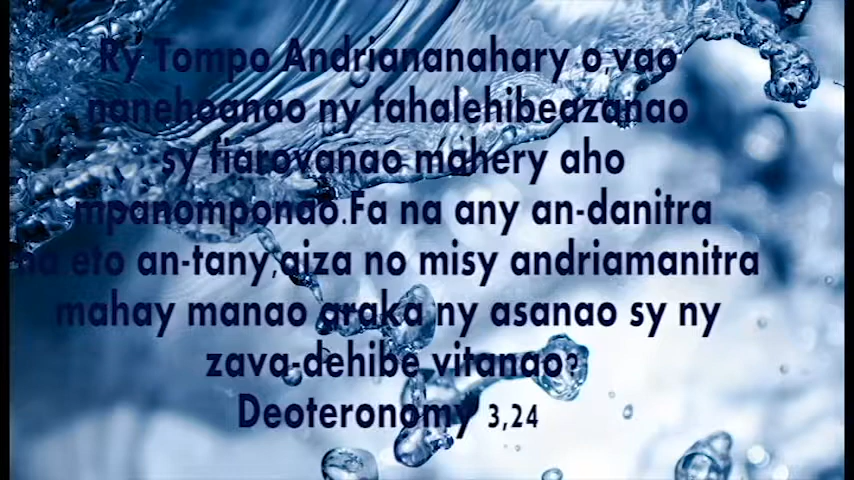 Ry Tompo Andriananahary o,vao
nanehoanao ny fahalehibeazanao
sy fiarovanao mahery aho
mpanomponao.Fa na any an-danitra
na eto an-tany,aiza no misy andriamanitra
mahay manao araka ny asanao sy ny
zava-dehibe vitanao?
Deoteronomy 3,24